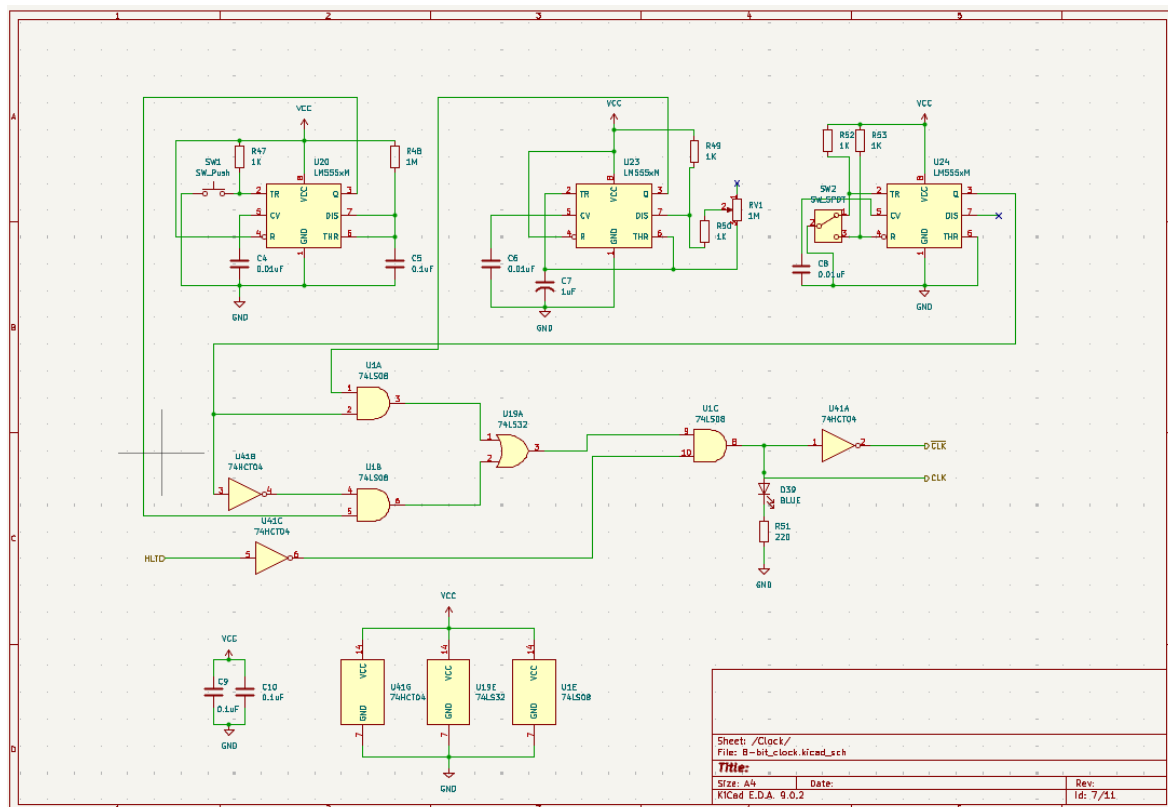 1 2 3 4 5
A
B
C
D
VCC
R47
1K
SW1
SW_Push
U20
LM555xM
R48
1M
2 TR
5 CV
4 R
VCC 8
GND 1
Q 3
DIS 7
THR 6
C4
0.01uF
C5
0.1uF
GND
VCC
U23
LM555xM
R49
1K
2 TR
5 CV
4 R
VCC 8
GND 1
Q 3
DIS 7
THR 6
RV1
1M
2
R50
1K
C6
0.01uF
C7
1uF
GND
VCC
R52
1K
R53
1K
U24
LM555xM
SW2
SW_SPDT
1
2
3
2 TR
5 CV
4 R
VCC 8
GND 1
Q 3
DIS 7
THR 6
C8
0.01uF
GND
U1A
74LS08
1
2
3
U19A
74LS32
1
2
3
U1C
74LS08
9
10
8
U41A
74HCT04
1 2
CLK
CLK
U41B
74HCT04
3 4
U1B
74LS08
4
5
6
D39
BLUE
R51
220
GND
U41C
74HCT04
HLT
5 6
VCC
C9
0.1uF
C10
0.1uF
GND
VCC
14
VCC
GND
7
U41G
74HCT04
14
VCC
GND
7
U19E
74LS32
14
VCC
GND
7
U1E
74LS08
GND
Sheet: /Clock/
File: 8-bit_clock.kicad_sch
Title:
Size: A4 Date: Rev:
KiCad E.D.A. 9.0.2 Id: 7/11